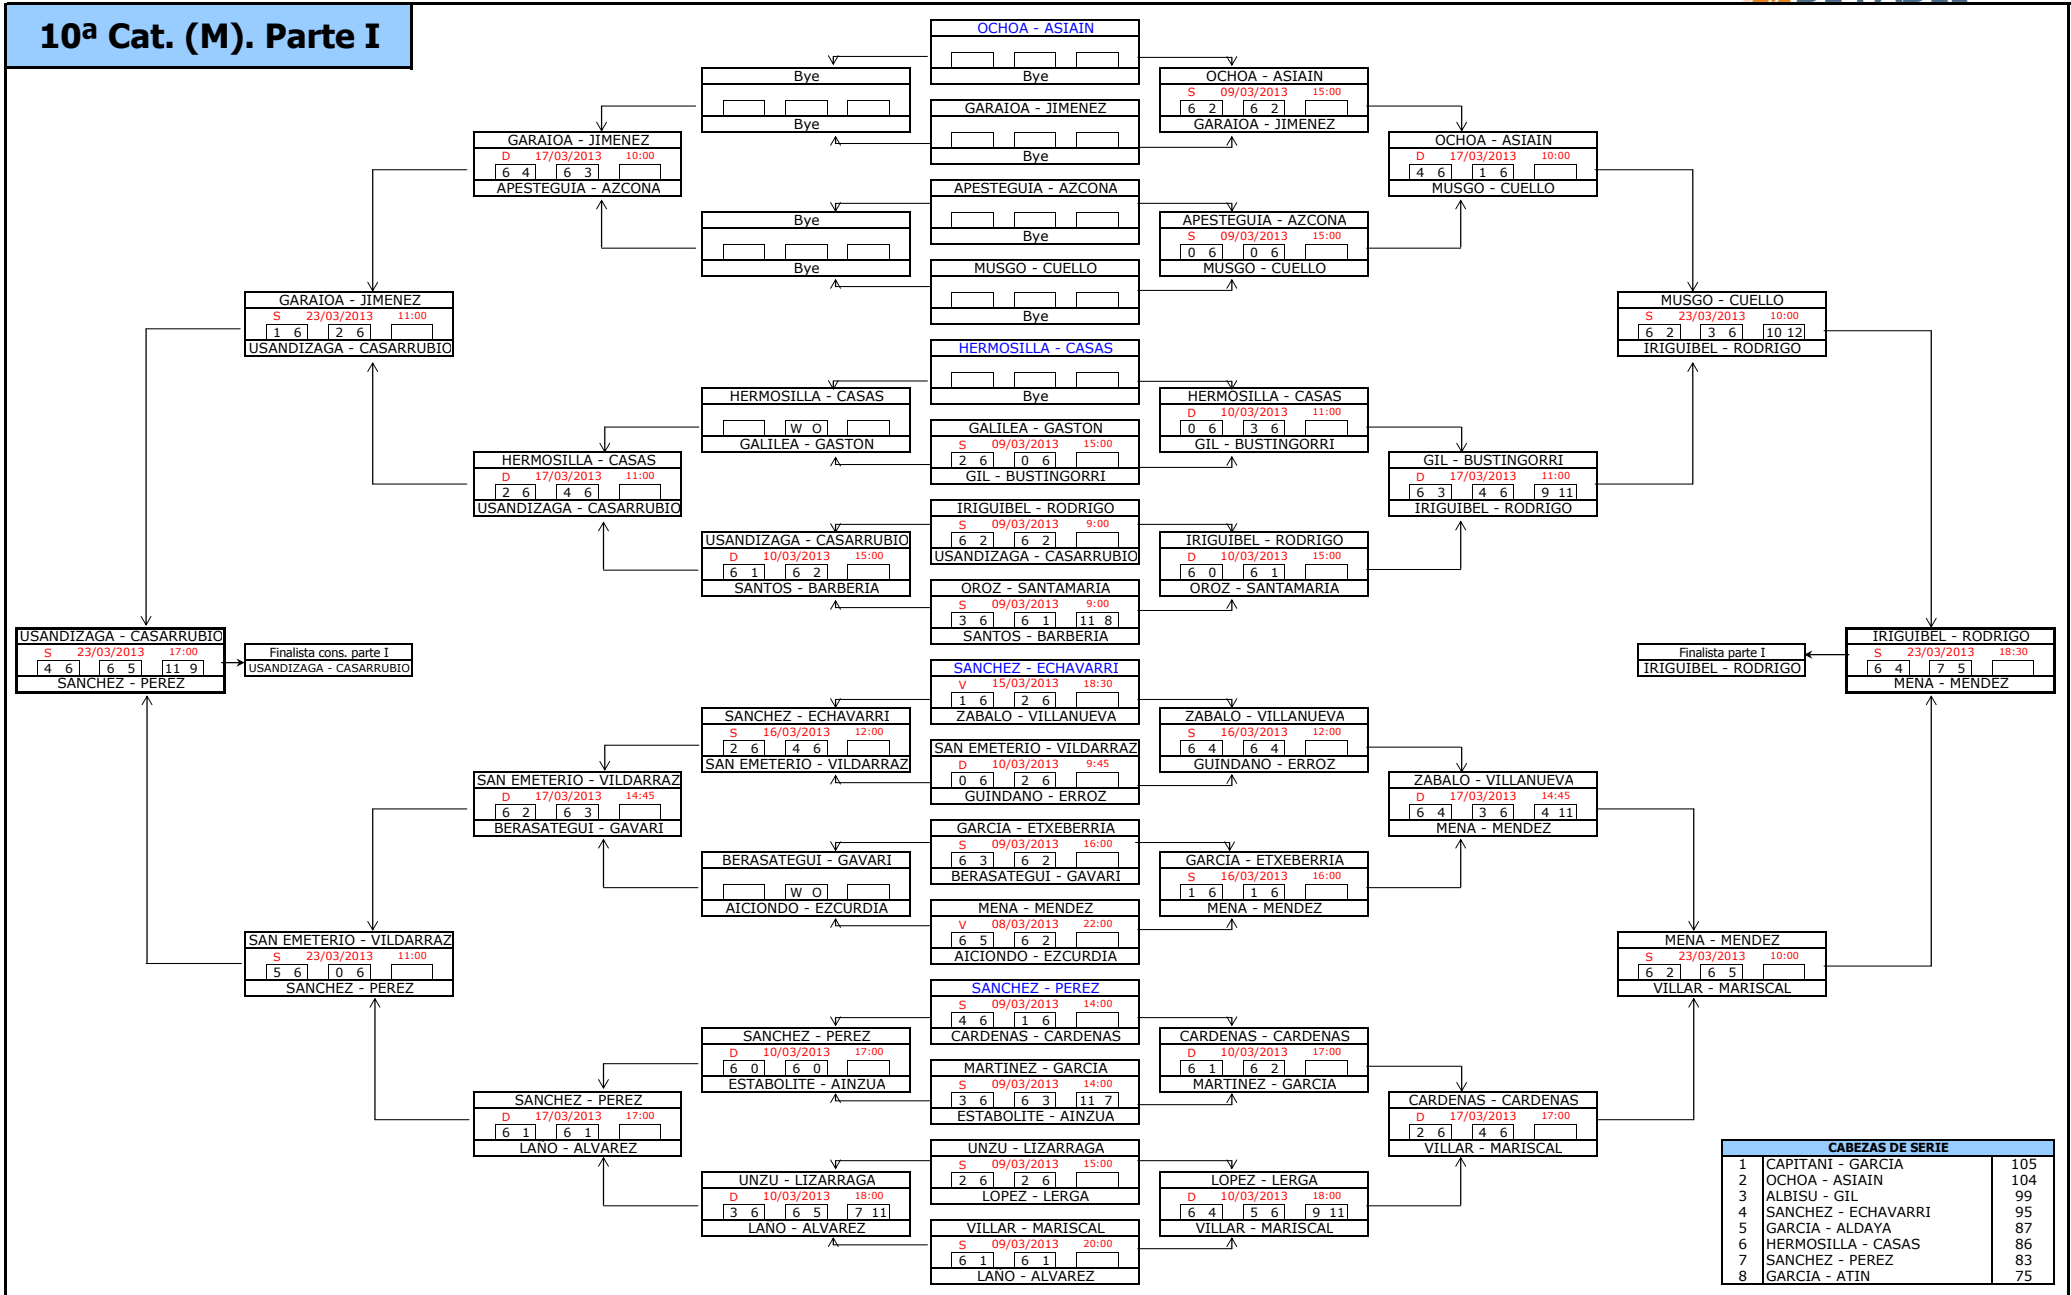 10ª Cat. (M). Parte I
OCHOA - ASIAIN
Bye
GARAIOA - JIMENEZ
Bye
APESTEGUIA - AZCONA
Bye
MUSGO - CUELLO
Bye
HERMOSILLA - CASAS
Bye
GALILEA - GASTON
S 09/03/2013 15:00
2 6 0 6
GIL - BUSTINGORRI
IRIGUIBEL - RODRIGO
S 09/03/2013 9:00
6 2 6 2
USANDIZAGA - CASARRUBIO
OROZ - SANTAMARIA
S 09/03/2013 9:00
3 6 6 1 11 8
SANTOS - BARBERIA
SANCHEZ - ECHAVARRI
V 15/03/2013 18:30
1 6 2 6
ZABALO - VILLANUEVA
SAN EMETERIO - VILDARRAZ
D 10/03/2013 9:45
0 6 2 6
GUINDANO - ERROZ
GARCIA - ETXEBERRIA
S 09/03/2013 16:00
6 3 6 2
BERASATEGUI - GAVARI
MENA - MENDEZ
V 08/03/2013 22:00
6 5 6 2
AICIONDO - EZCURDIA
SANCHEZ - PEREZ
S 09/03/2013 14:00
4 6 1 6
CARDENAS - CARDENAS
MARTINEZ - GARCIA
S 09/03/2013 14:00
3 6 6 3 11 7
ESTABOLITE - AINZUA
UNZU - LIZARRAGA
S 09/03/2013 15:00
2 6 2 6
LOPEZ - LERGA
VILLAR - MARISCAL
S 09/03/2013 20:00
6 1 6 1
LAÑO - ALVAREZ
Bye
Bye
Bye
Bye
HERMOSILLA - CASAS
W O
GALILEA - GASTON
USANDIZAGA - CASARRUBIO
D 10/03/2013 15:00
6 1 6 2
SANTOS - BARBERIA
SANCHEZ - ECHAVARRI
S 16/03/2013 12:00
2 6 4 6
SAN EMETERIO - VILDARRAZ
BERASATEGUI - GAVARI
W O
AICIONDO - EZCURDIA
SANCHEZ - PEREZ
D 10/03/2013 17:00
6 0 6 0
ESTABOLITE - AINZUA
UNZU - LIZARRAGA
D 10/03/2013 18:00
3 6 6 5 7 11
LAÑO - ALVAREZ
GARAIOA - JIMENEZ
D 17/03/2013 10:00
6 4 6 3
APESTEGUIA - AZCONA
HERMOSILLA - CASAS
D 17/03/2013 11:00
2 6 4 6
USANDIZAGA - CASARRUBIO
SAN EMETERIO - VILDARRAZ
D 17/03/2013 14:45
6 2 6 3
BERASATEGUI - GAVARI
SANCHEZ - PEREZ
D 17/03/2013 17:00
6 1 6 1
LAÑO - ALVAREZ
GARAIOA - JIMENEZ
S 23/03/2013 11:00
1 6 2 6
USANDIZAGA - CASARRUBIO
SAN EMETERIO - VILDARRAZ
S 23/03/2013 11:00
5 6 0 6
SANCHEZ - PEREZ
USANDIZAGA - CASARRUBIO
S 23/03/2013 17:00
4 6 6 5 11 9
SANCHEZ - PEREZ
Finalista cons. parte I
USANDIZAGA - CASARRUBIO
OCHOA - ASIAIN
S 09/03/2013 15:00
6 2 6 2
GARAIOA - JIMENEZ
APESTEGUIA - AZCONA
S 09/03/2013 15:00
0 6 0 6
MUSGO - CUELLO
HERMOSILLA - CASAS
D 10/03/2013 11:00
0 6 3 6
GIL - BUSTINGORRI
IRIGUIBEL - RODRIGO
D 10/03/2013 15:00
6 0 6 1
OROZ - SANTAMARIA
ZABALO - VILLANUEVA
S 16/03/2013 12:00
6 4 6 4
GUINDANO - ERROZ
GARCIA - ETXEBERRIA
S 16/03/2013 16:00
1 6 1 6
MENA - MENDEZ
CARDENAS - CARDENAS
D 10/03/2013 17:00
6 1 6 2
MARTINEZ - GARCIA
LOPEZ - LERGA
D 10/03/2013 18:00
6 4 5 6 9 11
VILLAR - MARISCAL
OCHOA - ASIAIN
D 17/03/2013 10:00
4 6 1 6
MUSGO - CUELLO
GIL - BUSTINGORRI
D 17/03/2013 11:00
6 3 4 6 9 11
IRIGUIBEL - RODRIGO
ZABALO - VILLANUEVA
D 17/03/2013 14:45
6 4 3 6 4 11
MENA - MENDEZ
CARDENAS - CARDENAS
D 17/03/2013 17:00
2 6 4 6
VILLAR - MARISCAL
MUSGO - CUELLO
S 23/03/2013 10:00
6 2 3 6 10 12
IRIGUIBEL - RODRIGO
MENA - MENDEZ
S 23/03/2013 10:00
6 2 6 5
VILLAR - MARISCAL
Finalista parte I
IRIGUIBEL - RODRIGO
IRIGUIBEL - RODRIGO
S 23/03/2013 18:30
6 4 7 5
MENA - MENDEZ
CABEZAS DE SERIE
1 CAPITANI - GARCIA 105
2 OCHOA - ASIAIN 104
3 ALBISU - GIL 99
4 SANCHEZ - ECHAVARRI 95
5 GARCIA - ALDAYA 87
6 HERMOSILLA - CASAS 86
7 SANCHEZ - PEREZ 83
8 GARCIA - ATIN 75